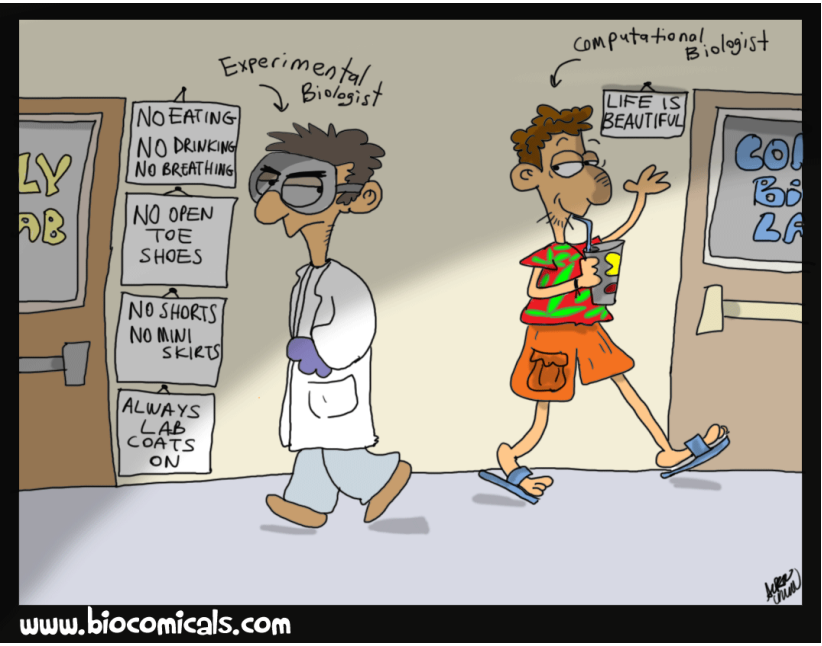 Experimental
Biologist
Computational
Biologist
NO EATING
NO DRINKING
NO BREATHING
NO OPEN
TOE
SHOES
NO SHORTS
NO MINI
SKIRTS
ALWAYS
LAB
COATS
ON
LY
AB
LIFE IS
BEAUTIFUL
CO
Bi
LA
www.biocomicals.com